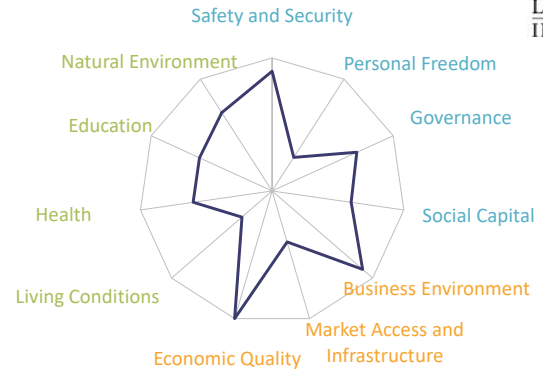 Safety and Security
Natural Environment
Personal Freedom
Education
Governance
Health
Social Capital
Living Conditions
Business Environment
Market Access and
Infrastructure
Economic Quality